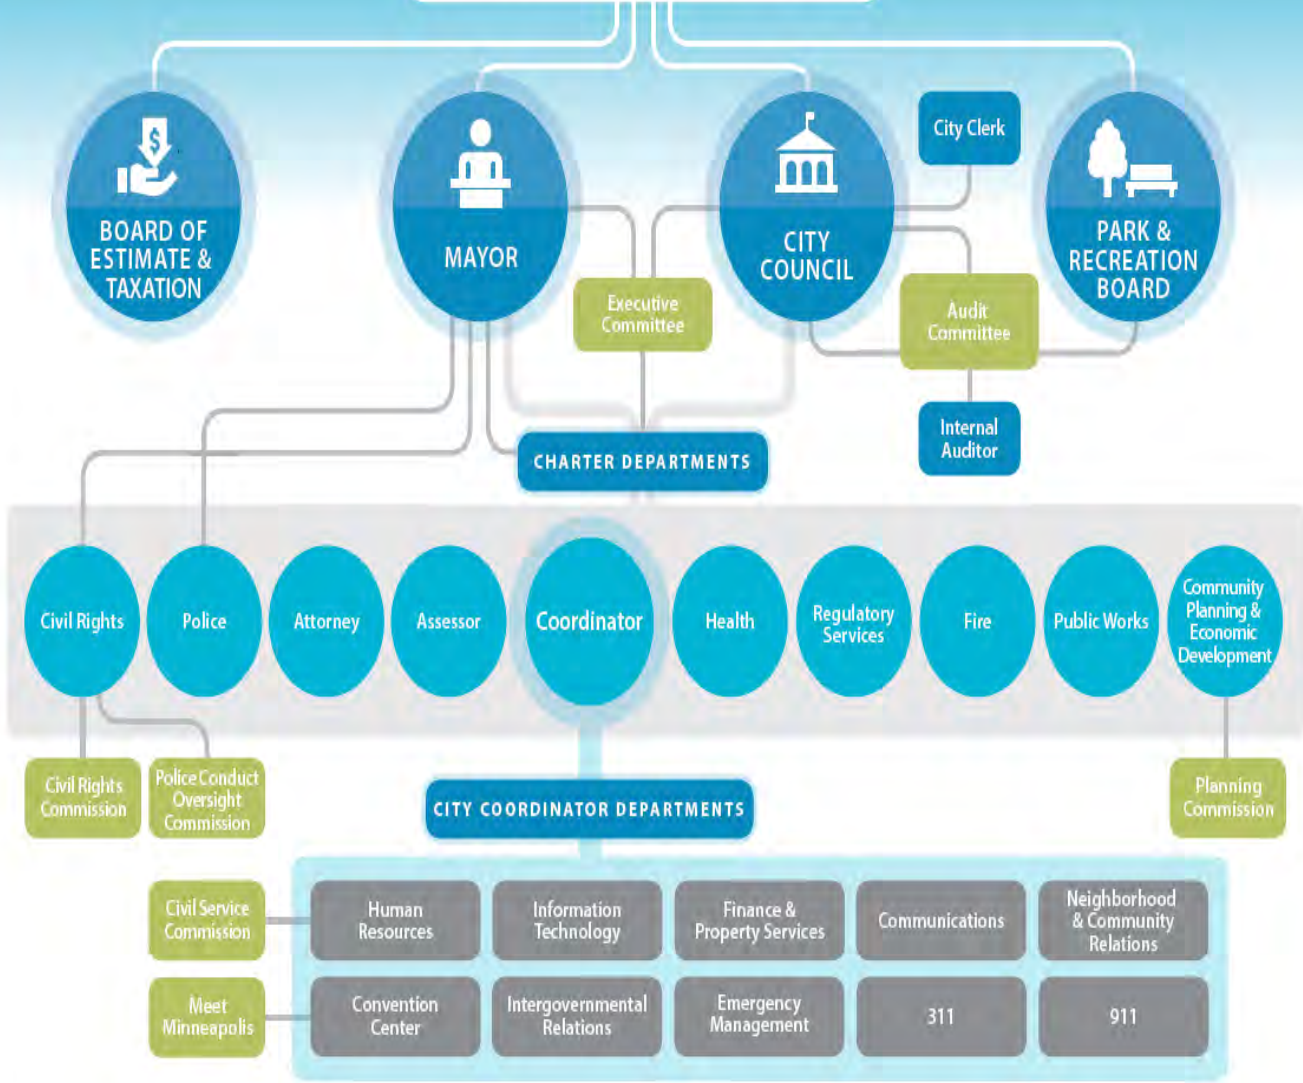 $
BOARD OF
ESTIMATE &
TAXATION
MAYOR
CITY
COUNCIL
City Clerk
PARK &
RECREATION
BOARD
Executive
Committee
Audit
Committee
Internal
Auditor
CHARTER DEPARTMENTS
Civil Rights
Police
Attorney
Assessor
Coordinator
Health
Regulatory
Services
Fire
Public Works
Community
Planning &
Economic
Development
Civil Rights
Commission
Police Conduct
Oversight
Commission
CITY COORDINATOR DEPARTMENTS
Planning
Commission
Civil Service
Commission
Human
Resources
Information
Technology
Finance &
Property Services
Communications
Neighborhood
& Community
Relations
Meet
Minneapolis
Convention
Center
Intergovernmental
Relations
Emergency
Management
311
911